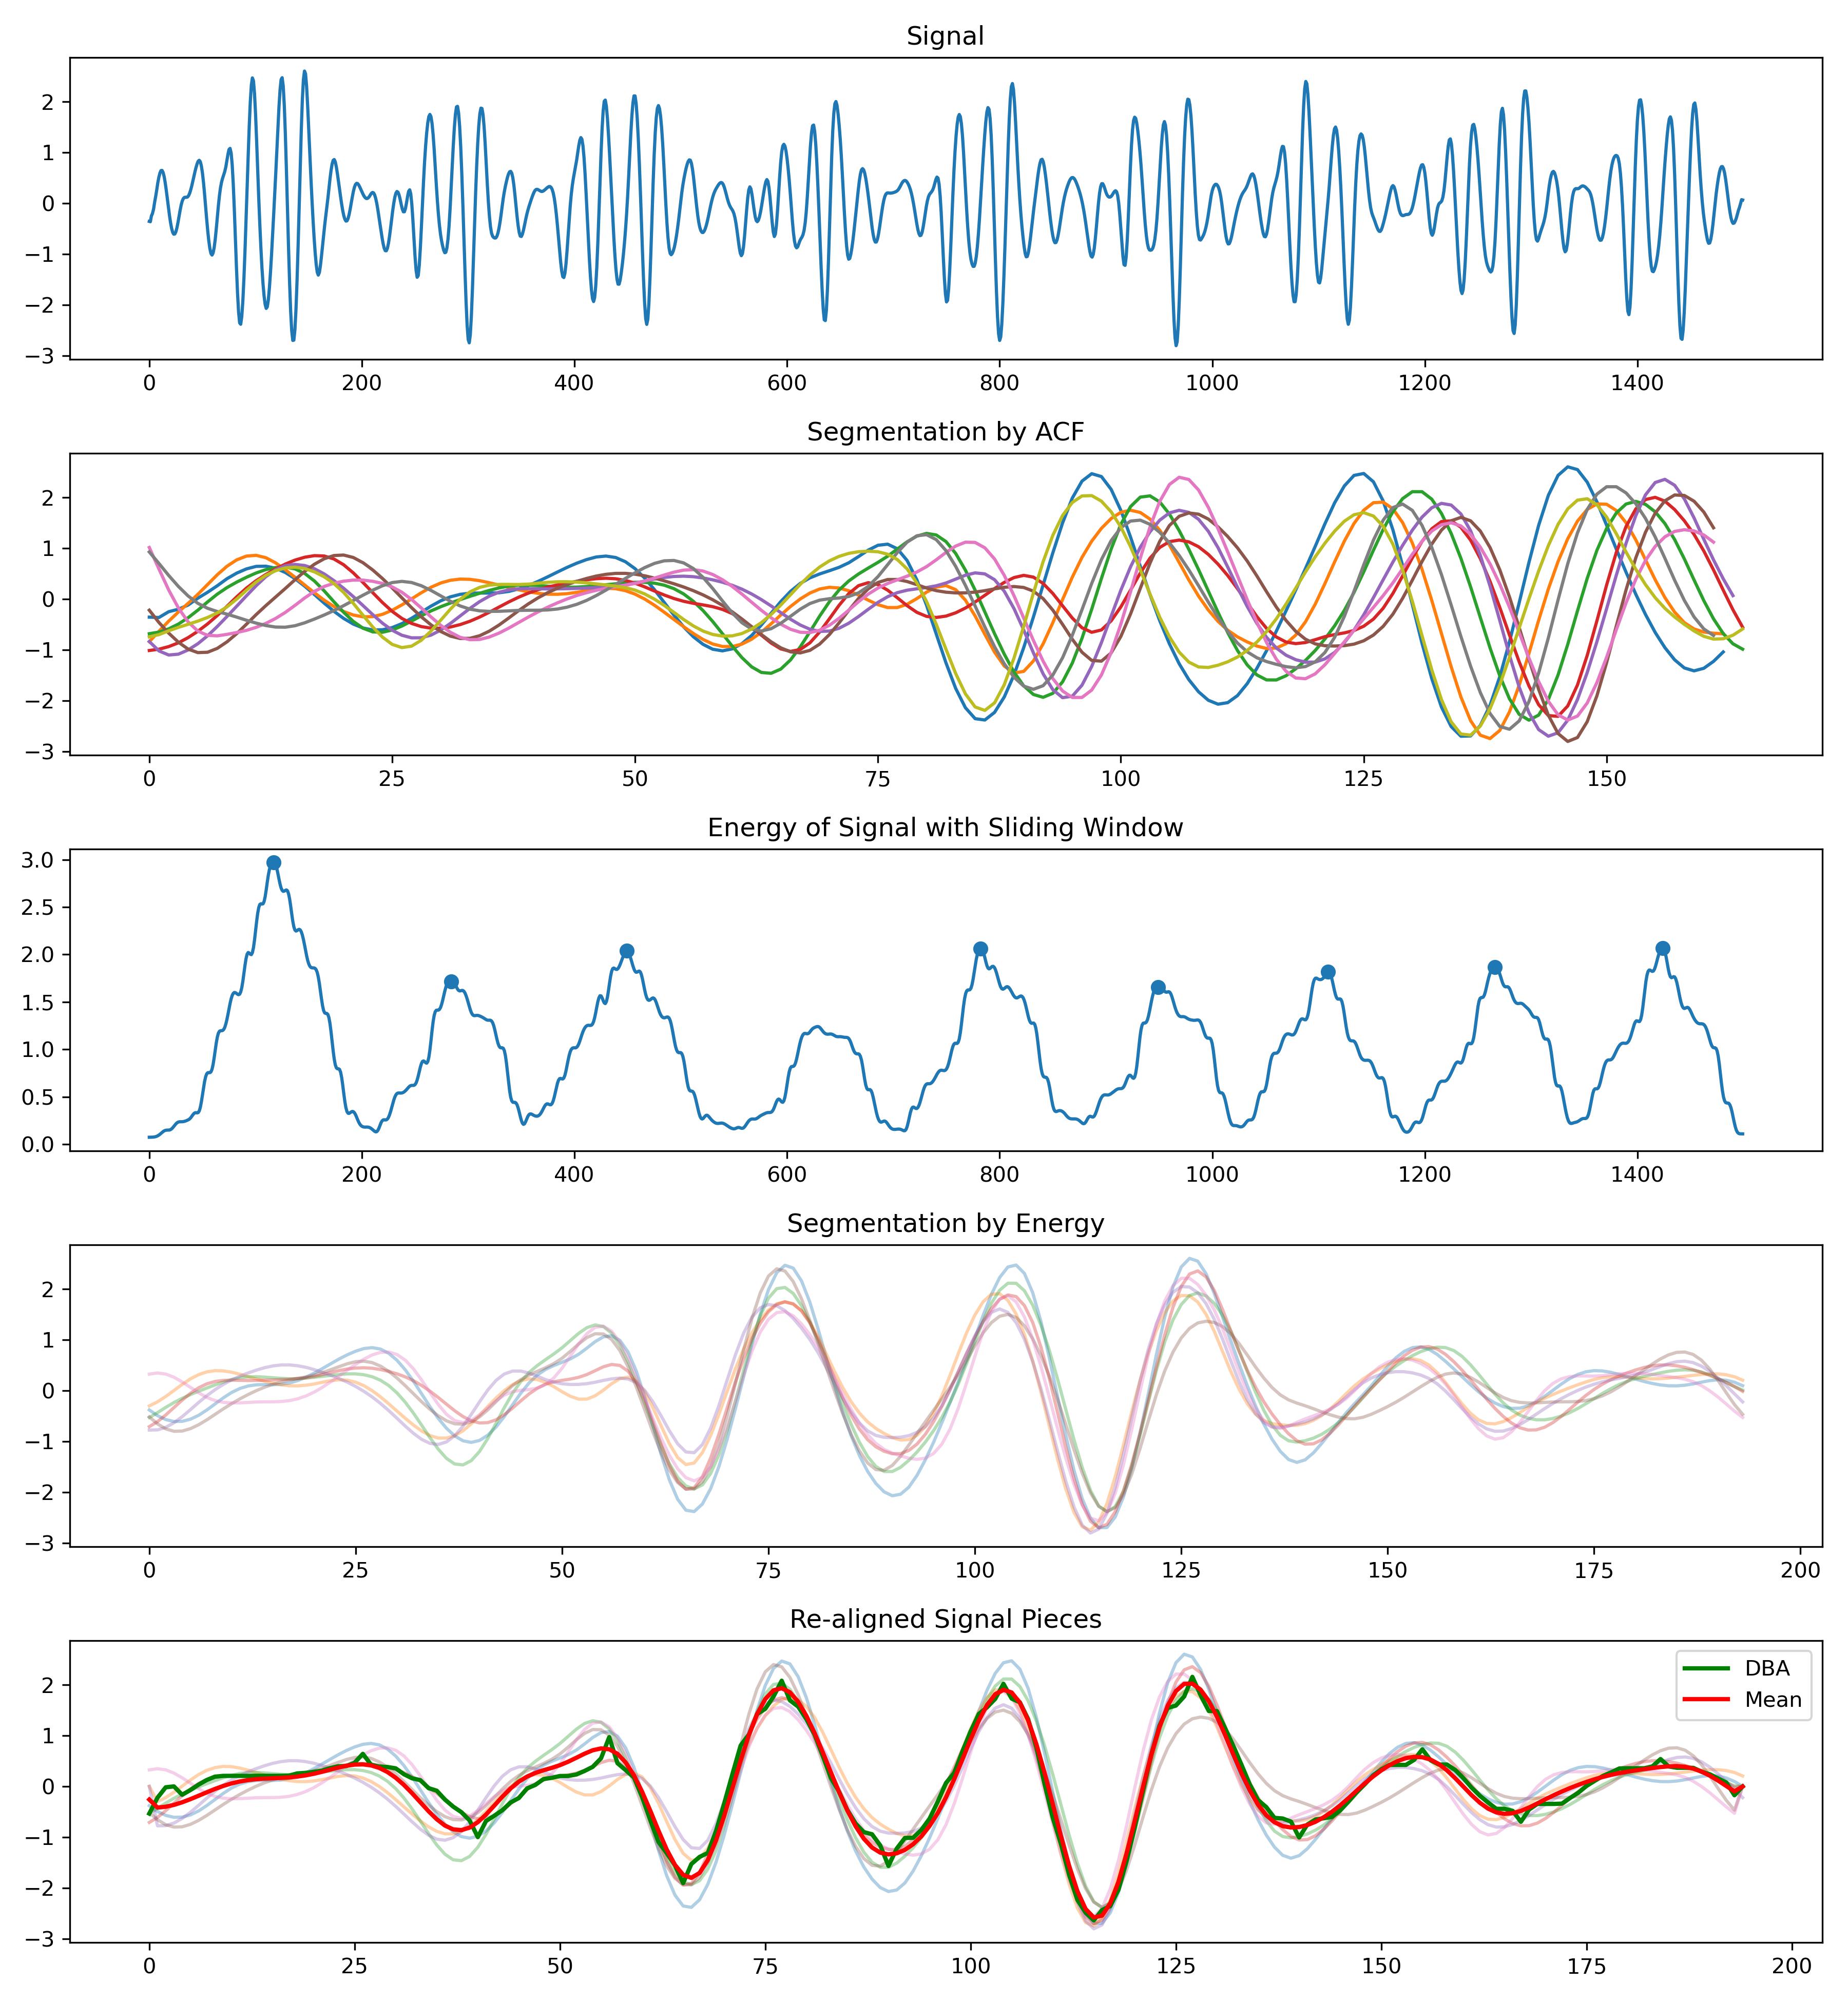 Signal
2
1
0
−1
−2
−3
0 200 400 600 800 1000 1200 1400
Segmentation by ACF
2
1
0
−1
−2
−3
0 25 50 75 100 125 150
Energy of Signal with Sliding Window
3.0
2.5
2.0
1.5
1.0
0.5
0.0
0 200 400 600 800 1000 1200 1400
Segmentation by Energy
2
1
0
−1
−2
−3
0 25 50 75 100 125 150 175 200
Re-aligned Signal Pieces
DBA
Mean
2
1
0
−1
−2
−3
0 25 50 75 100 125 150 175 200